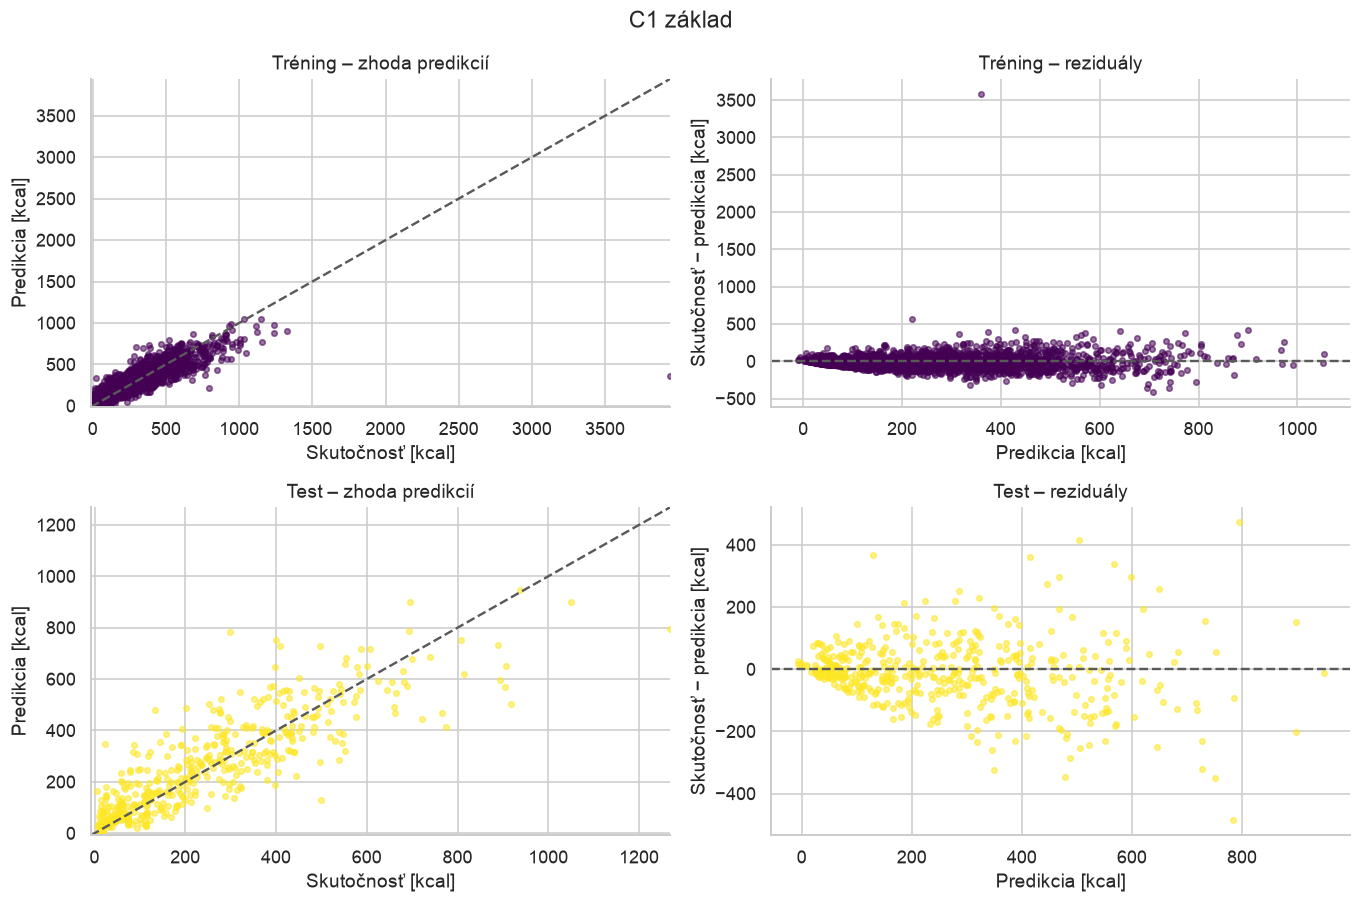 C1 základ
Tréning – zhoda predikcií
Predikcia [kcal]
3500
3000
2500
2000
1500
1000
500
0
0 500 1000 1500 2000 2500 3000 3500
Skutočnosť [kcal]
Tréning – reziduály
Skutočnosť − predikcia [kcal]
3500
3000
2500
2000
1500
1000
500
0
−500
0 200 400 600 800 1000
Predikcia [kcal]
Test – zhoda predikcií
Predikcia [kcal]
1200
1000
800
600
400
200
0
0 200 400 600 800 1000 1200
Skutočnosť [kcal]
Test – reziduály
Skutočnosť − predikcia [kcal]
400
200
0
−200
−400
0 200 400 600 800
Predikcia [kcal]